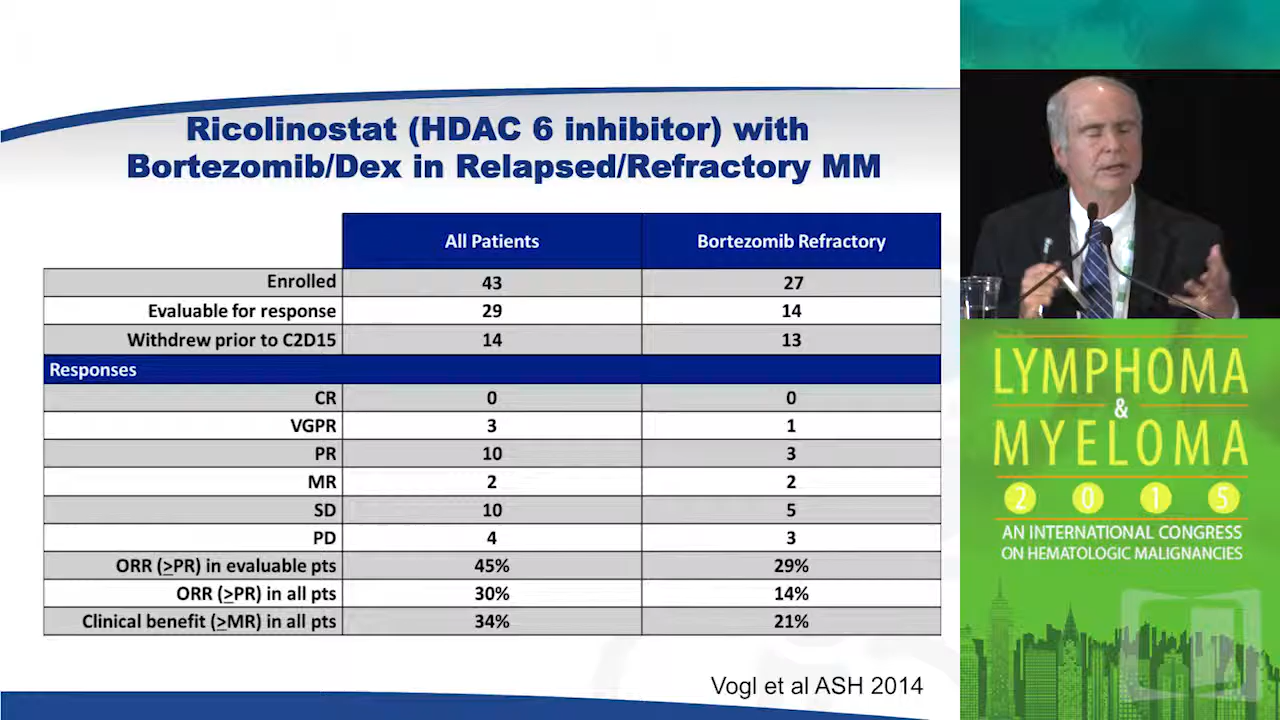 Ricolinostat (HDAC 6 inhibitor) with
Bortezomib/Dex in Relapsed/Refractory MM
All Patients Bortezomib Refractory
Enrolled 43 27
Evaluable for response 29 14
Withdrew prior to C2D15 14 13
Responses
CR 0 0
VGPR 3 1
PR 10 3
MR 2 2
SD 10 5
PD 4 3
ORR (≥PR) in evaluable pts 45% 29%
ORR (≥PR) in all pts 30% 14%
Clinical benefit (≥MR) in all pts 34% 21%
Vogl et al ASH 2014
LYMPHOMA
&
MYELOMA
2015
AN INTERNATIONAL CONGRESS
ON HEMATOLOGIC MALIGNANCIES